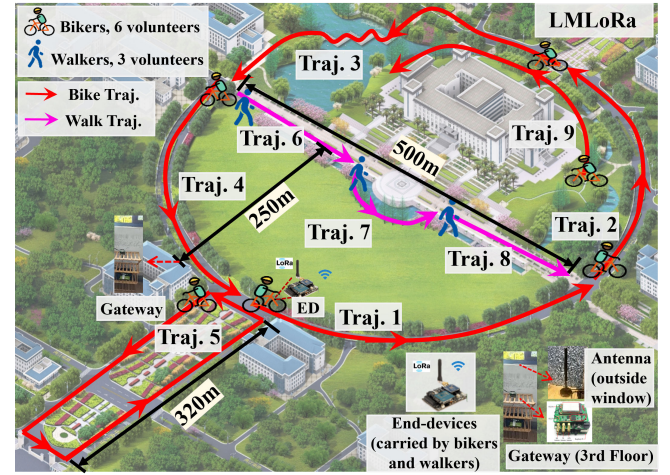 Bikers, 6 volunteers
Walkers, 3 volunteers
Bike Traj.
Walk Traj.
LMLoRa
Traj. 3
Traj. 6
500m
Traj. 9
Traj. 4
250m
Traj. 2
Traj. 7
Traj. 8
LoRa
Gateway
ED
Traj. 1
Traj. 5
320m
LoRa
End-devices
(carried by bikers
and walkers)
Antenna
(outside
window)
Gateway (3rd Floor)